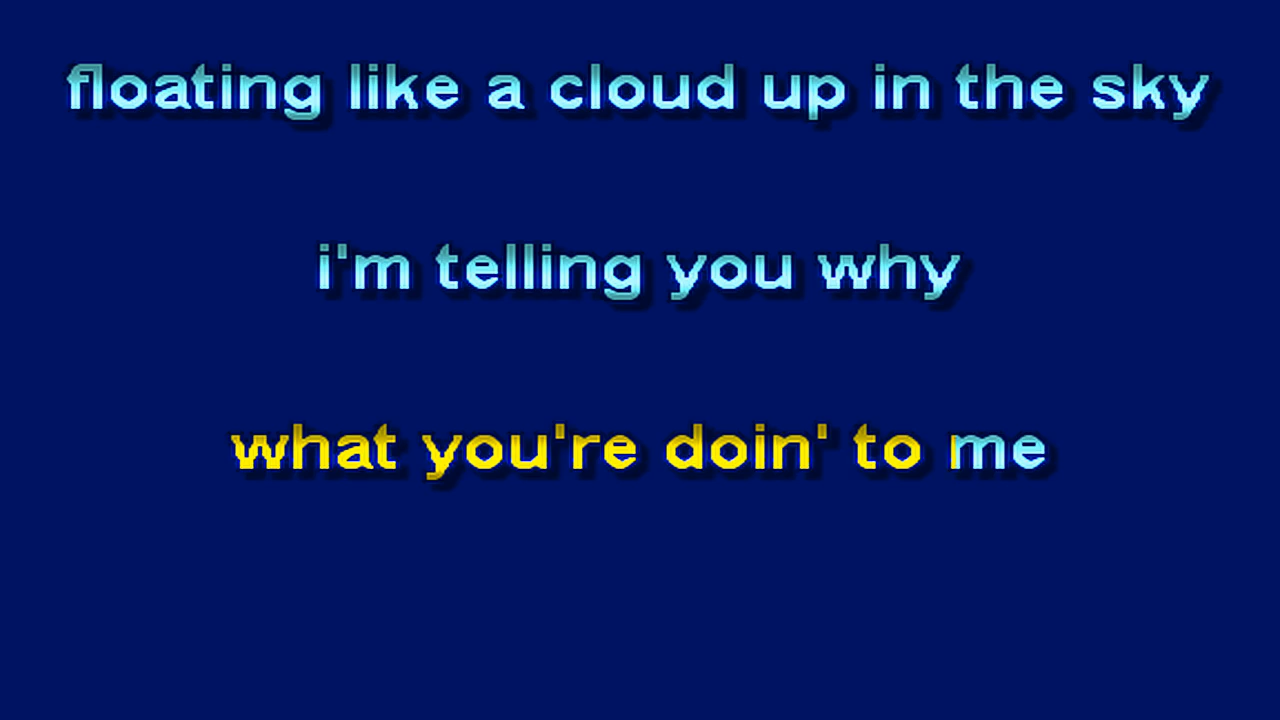 floating like a cloud up in the sky
i'm telling you why
what you're doin' to me